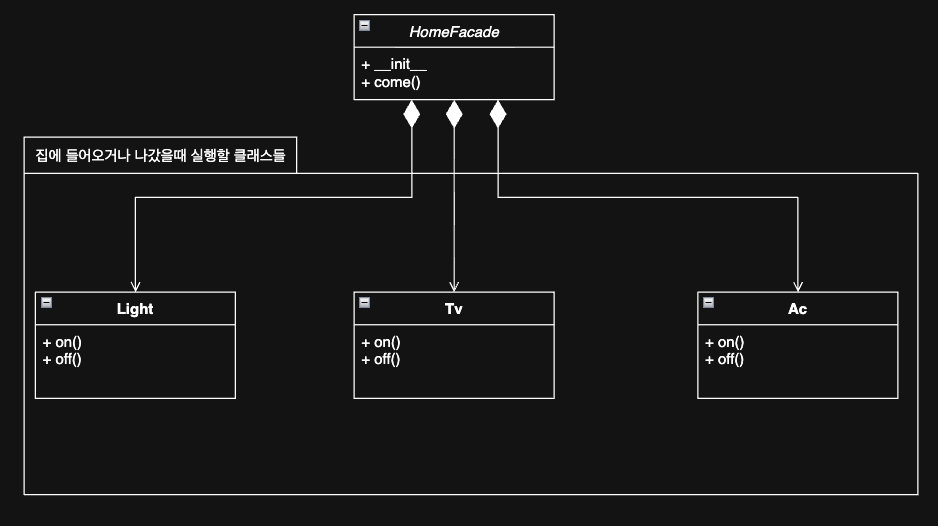 HomeFacade
+ __init__
+ come()
집에 들어오거나 나갔을때 실행할 클래스들
Light
+ on()
+ off()
Tv
+ on()
+ off()
Ac
+ on()
+ off()